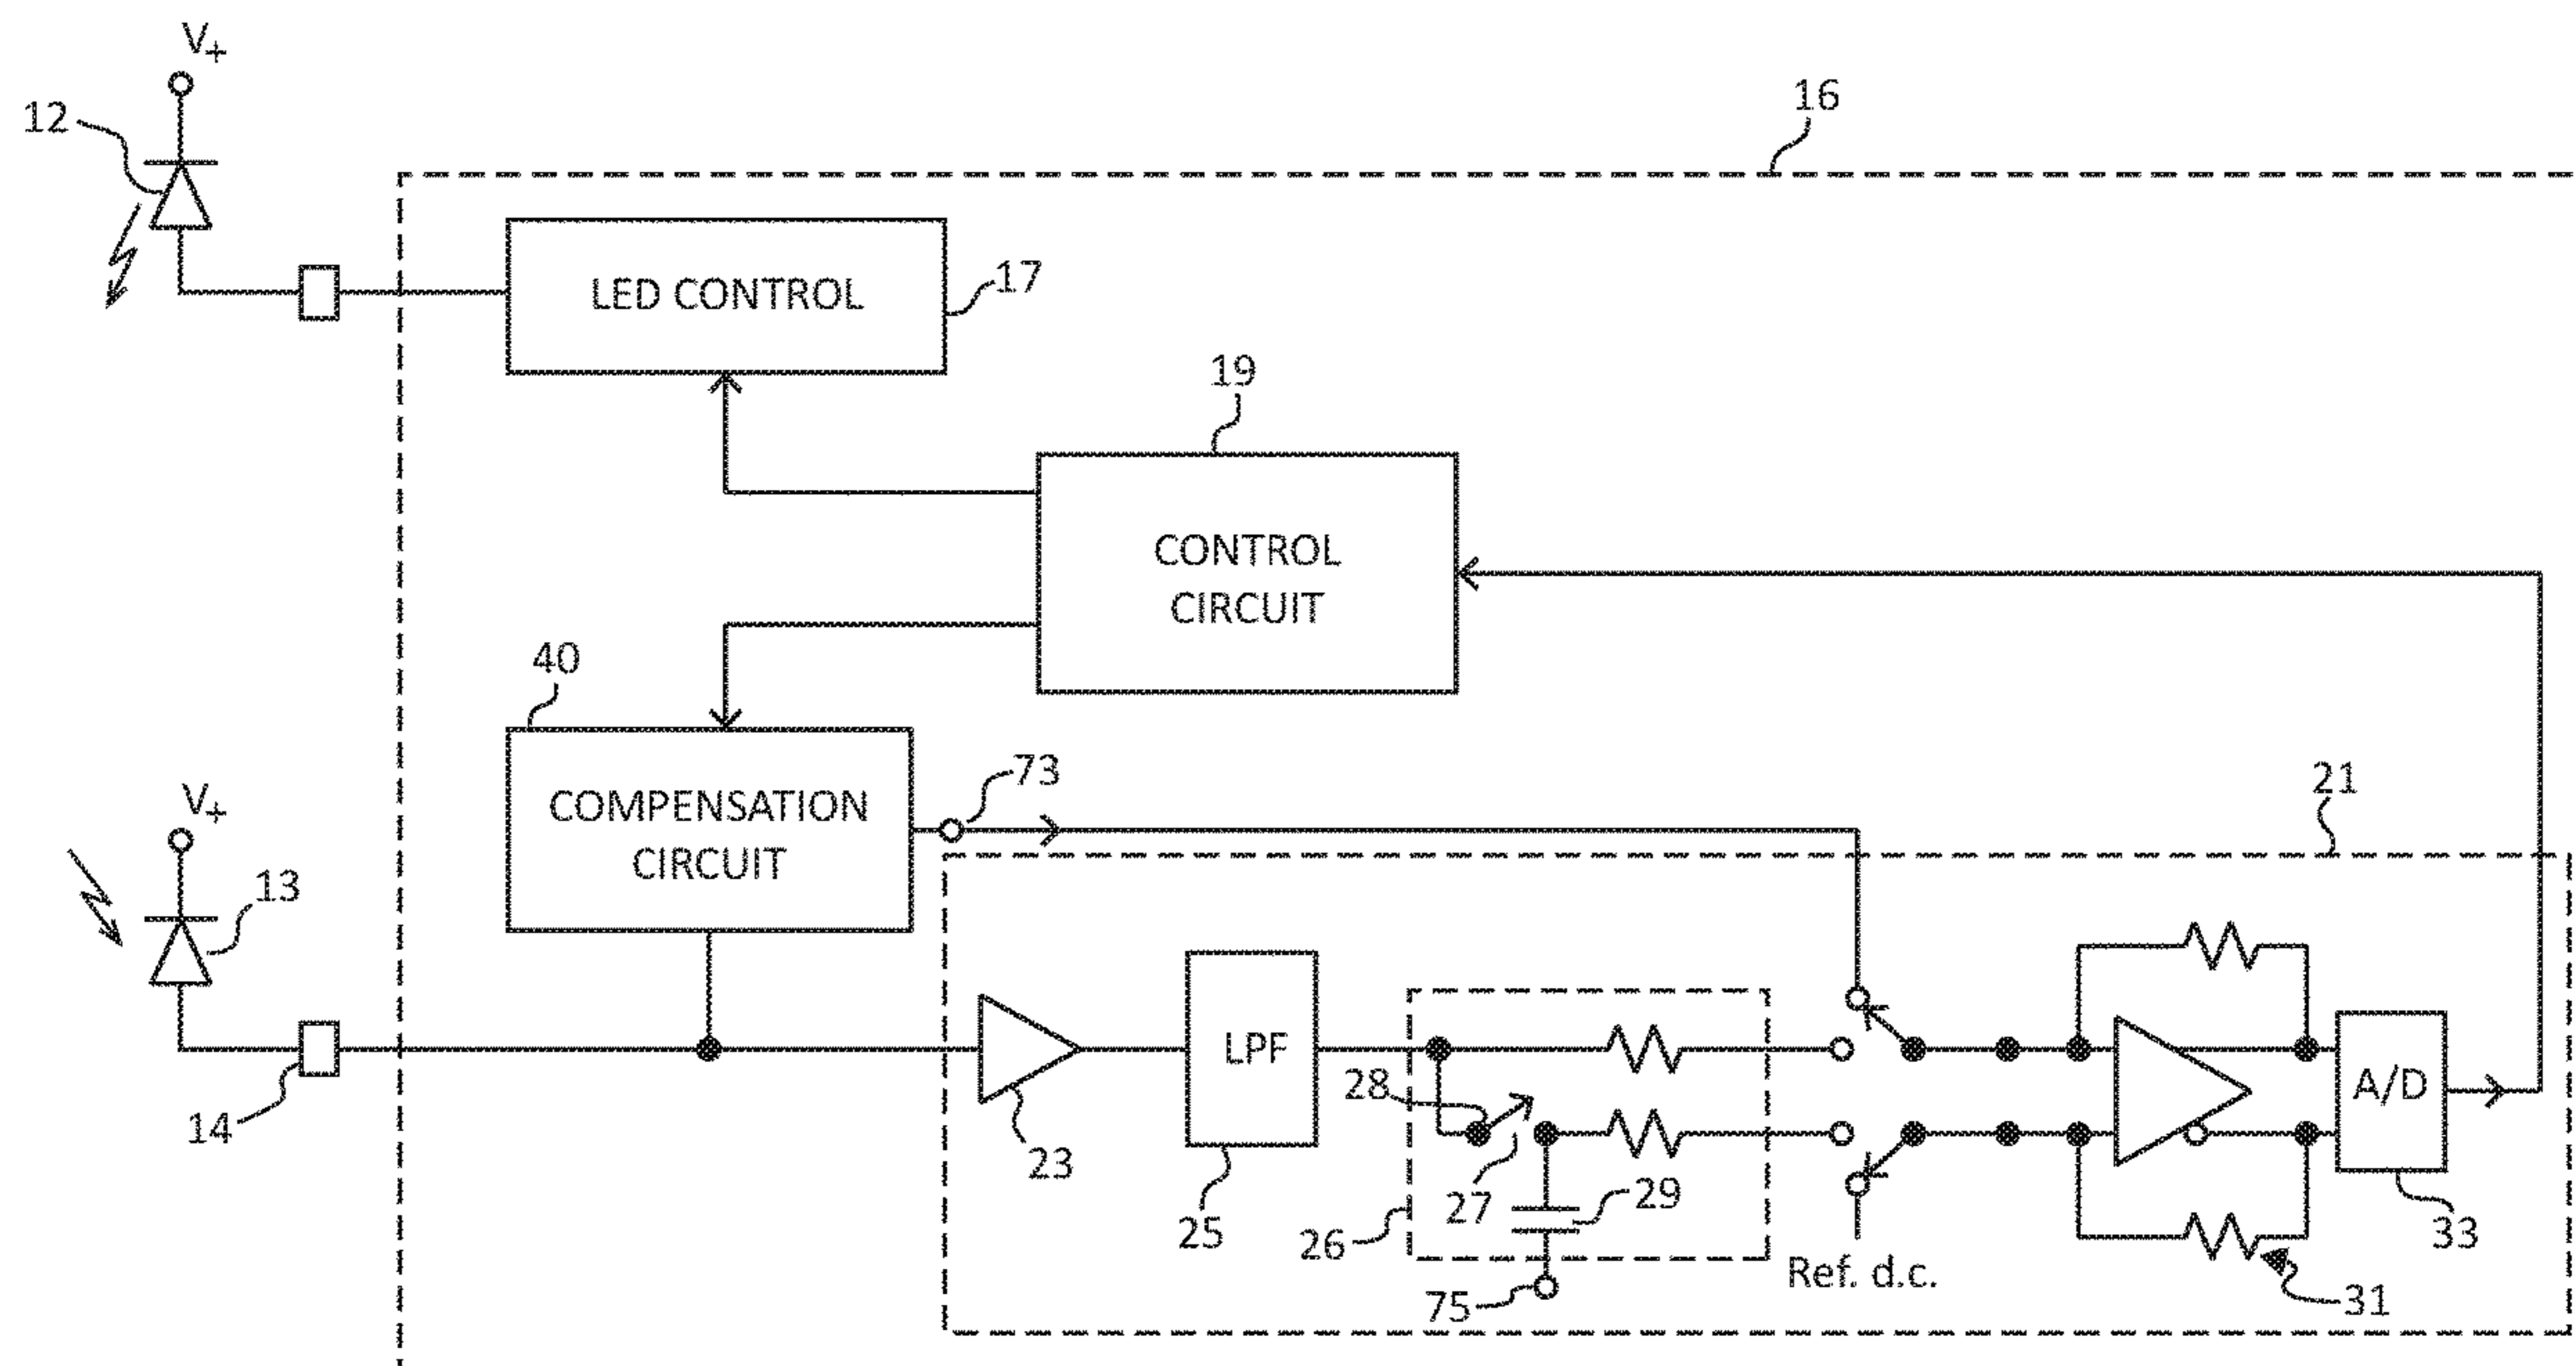 V+
12
16
LED CONTROL
17
19
CONTROL
CIRCUIT
40
COMPENSATION
CIRCUIT
73
21
V+
13
14
23
LPF
25
28
27
29
26
75
Ref. d.c.
A/D
33
31